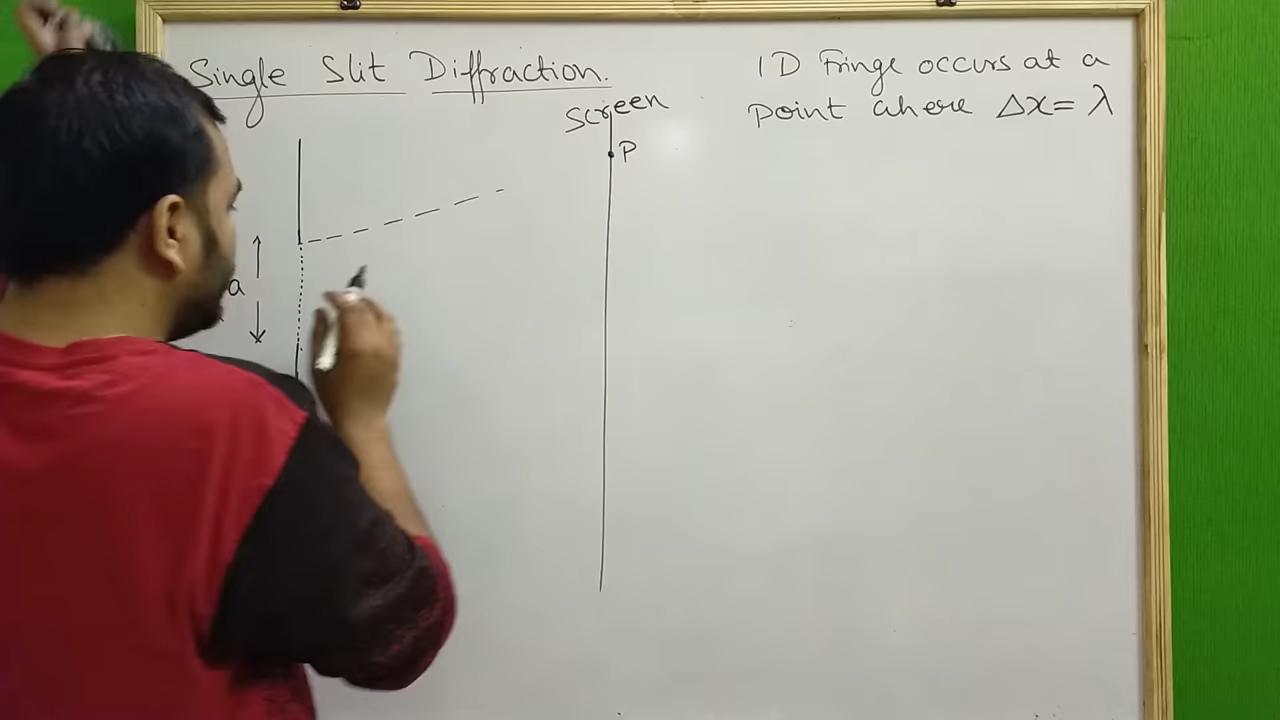 Single Slit Diffraction.
1D Fringe occurs at a
point where Δx = λ
Screen
P
a